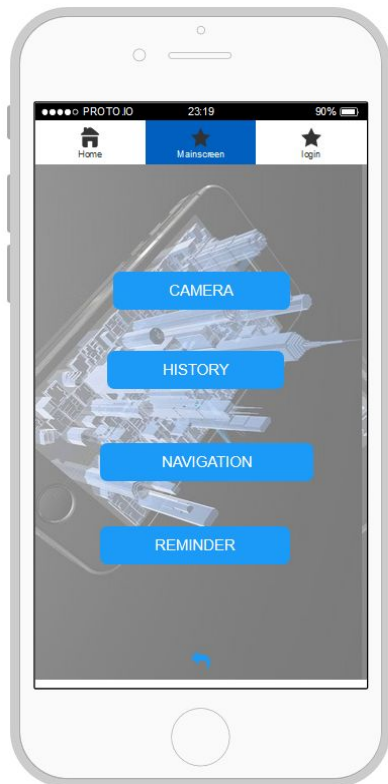 PROTO.IO 23:19 90%
Home Mainscreen login
CAMERA
HISTORY
NAVIGATION
REMINDER